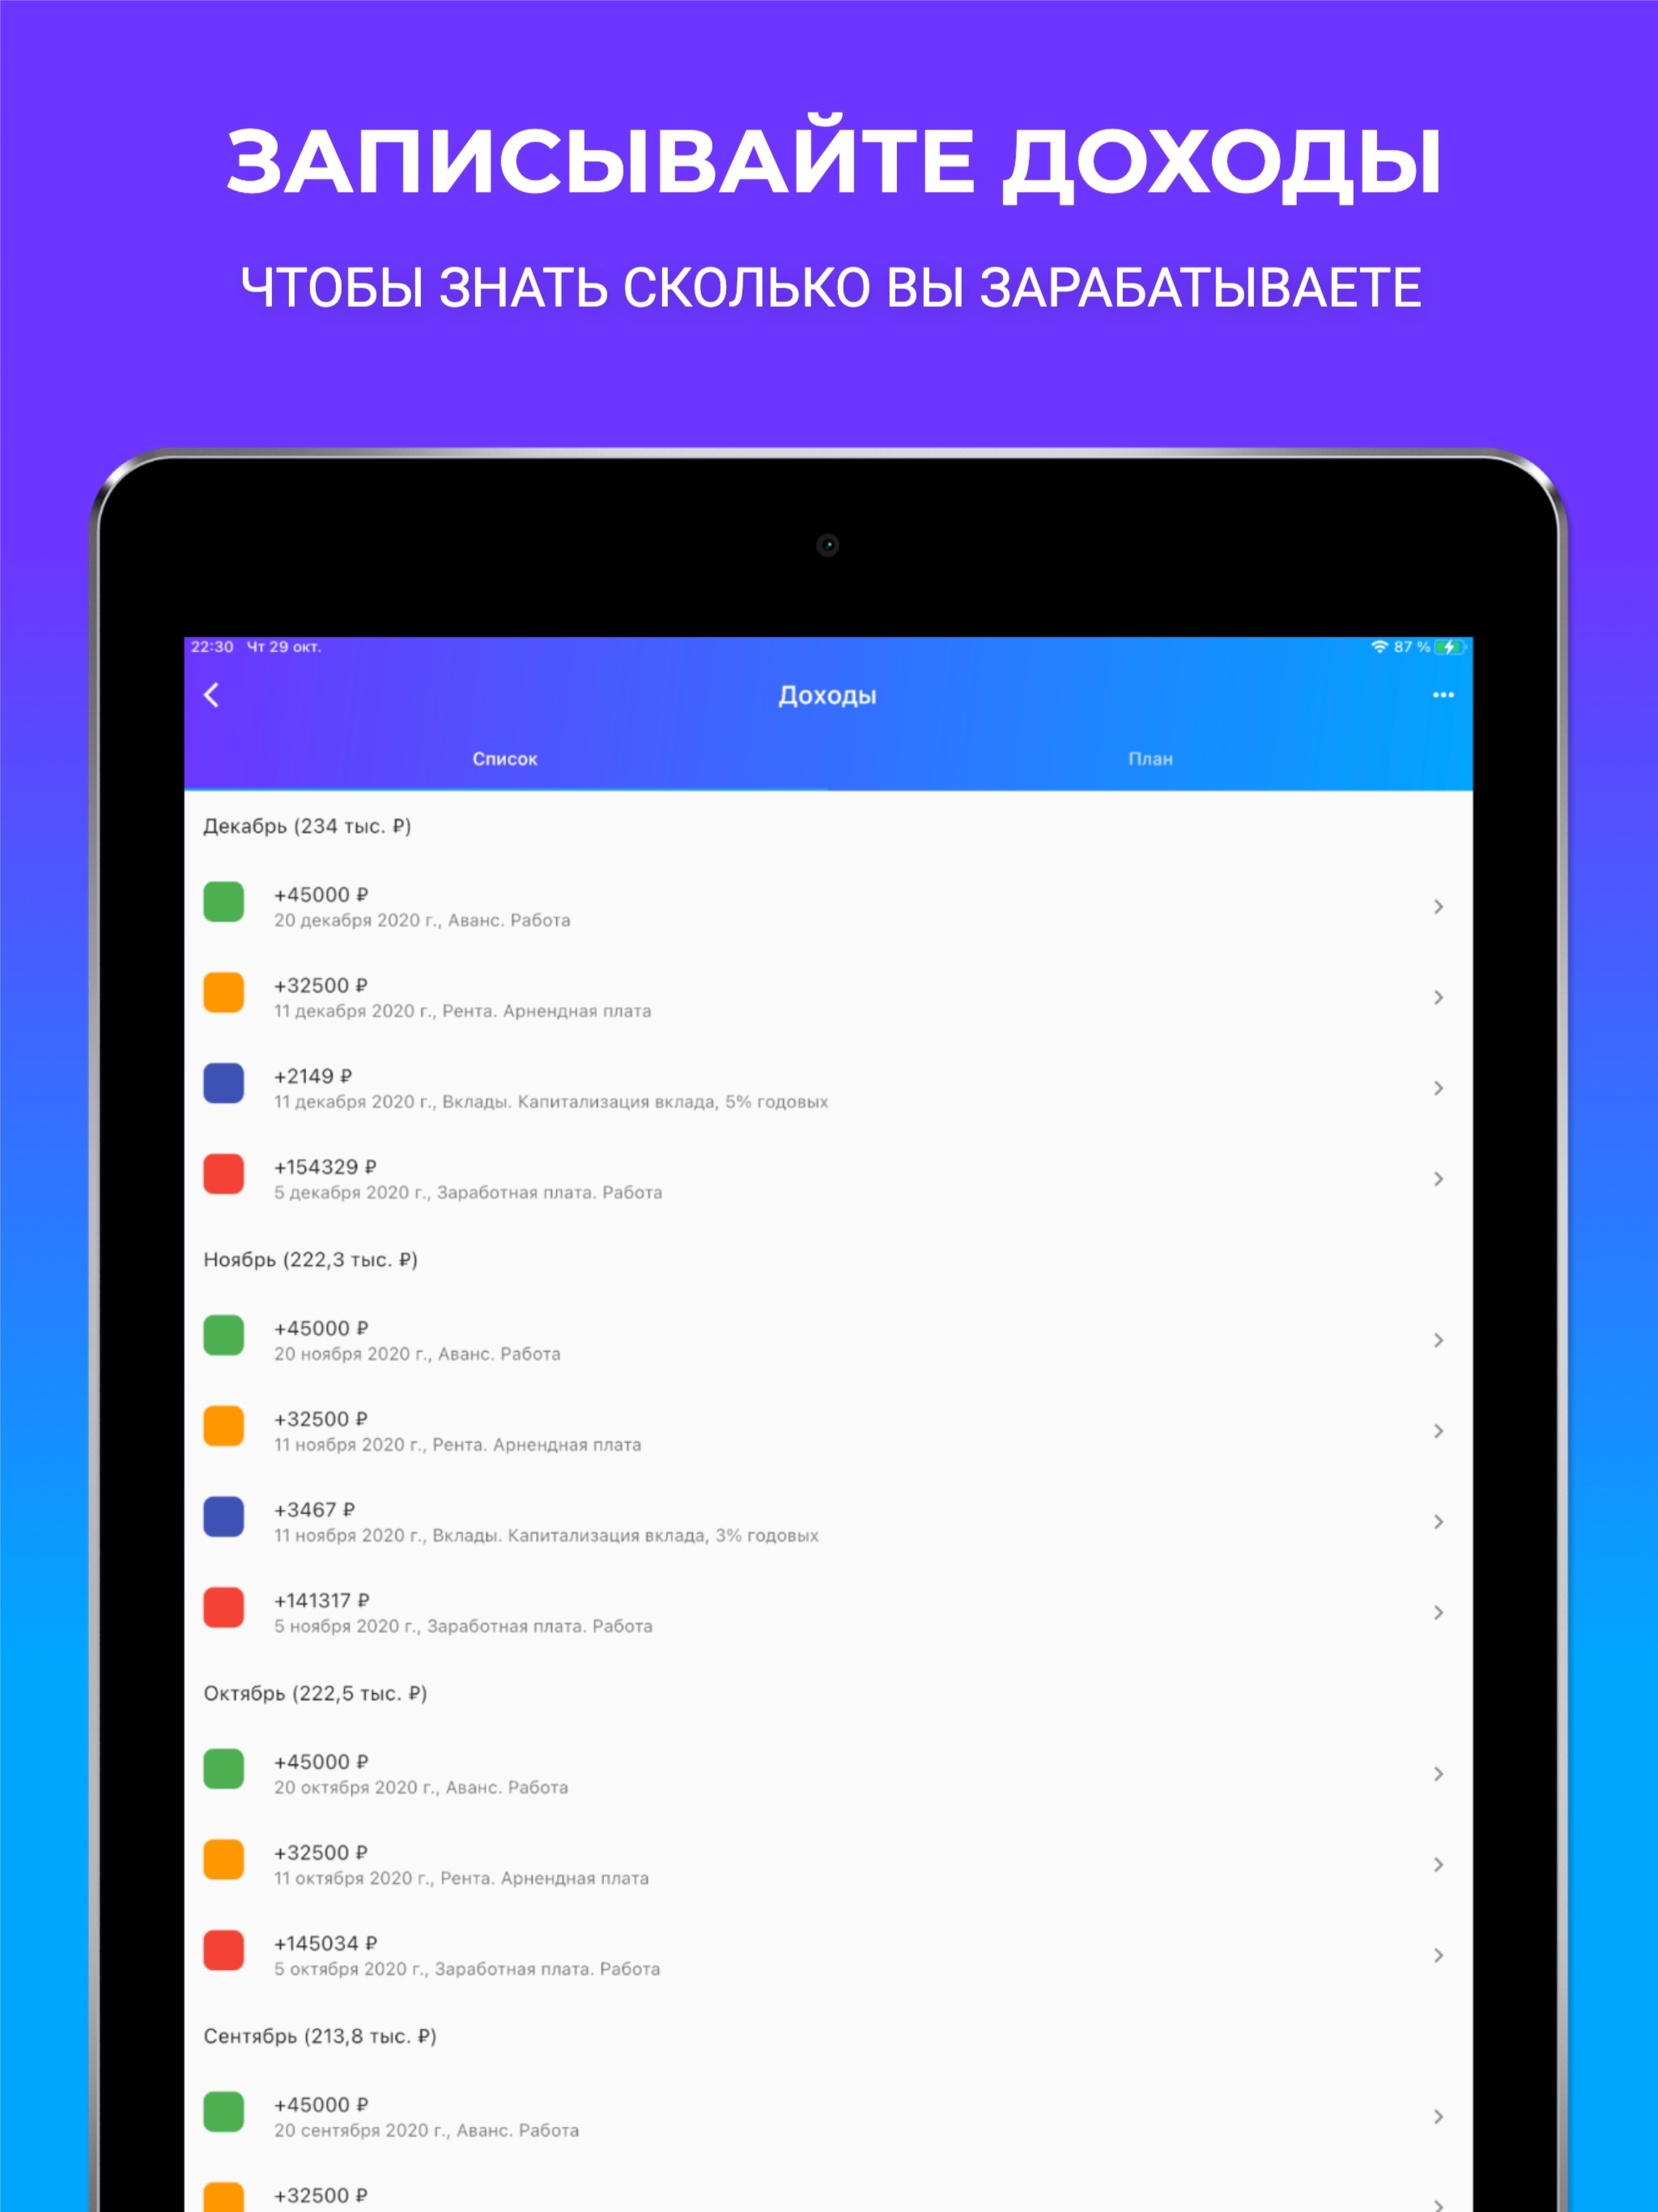 ЗАПИСЫВАЙТЕ ДОХОДЫ
ЧТОБЫ ЗНАТЬ СКОЛЬКО ВЫ ЗАРАБАТЫВАЕТЕ
22:30 Чт 29 окт. 87 %
Доходы
Список План
Декабрь (234 тыс. ₽)
+45000 ₽
20 декабря 2020 г., Аванс. Работа
+32500 ₽
11 декабря 2020 г., Рента. Арнендная плата
+2149 ₽
11 декабря 2020 г., Вклады. Капитализация вклада, 5% годовых
+154329 ₽
5 декабря 2020 г., Заработная плата. Работа
Ноябрь (222,3 тыс. ₽)
+45000 ₽
20 ноября 2020 г., Аванс. Работа
+32500 ₽
11 ноября 2020 г., Рента. Арнендная плата
+3467 ₽
11 ноября 2020 г., Вклады. Капитализация вклада, 3% годовых
+141317 ₽
5 ноября 2020 г., Заработная плата. Работа
Октябрь (222,5 тыс. ₽)
+45000 ₽
20 октября 2020 г., Аванс. Работа
+32500 ₽
11 октября 2020 г., Рента. Арнендная плата
+145034 ₽
5 октября 2020 г., Заработная плата. Работа
Сентябрь (213,8 тыс. ₽)
+45000 ₽
20 сентября 2020 г., Аванс. Работа
+32500 ₽